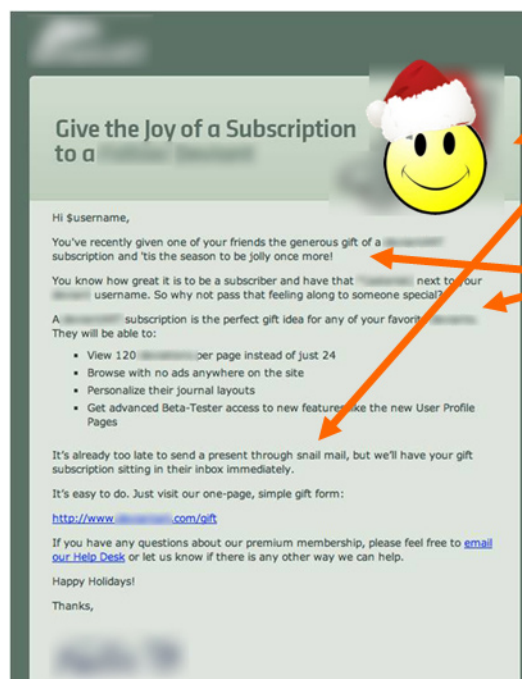 Give the Joy of a Subscription
to a
Hi $username,
You've recently given one of your friends the generous gift of a
subscription and 'tis the season to be jolly once more!
You know how great it is to be a subscriber and have that next to your
username. So why not pass that feeling along to someone special?
A subscription is the perfect gift idea for any of your favorite
They will be able to:
• View 120 per page instead of just 24
• Browse with no ads anywhere on the site
• Personalize their journal layouts
• Get advanced Beta-Tester access to new features like the new User Profile
Pages
It's already too late to send a present through snail mail, but we'll have your gift
subscription sitting in their inbox immediately.
It's easy to do. Just visit our one-page, simple gift form:
http://www. .com/gift
If you have any questions about our premium membership, please feel free to email
our Help Desk or let us know if there is any other way we can help.
Happy Holidays!
Thanks,